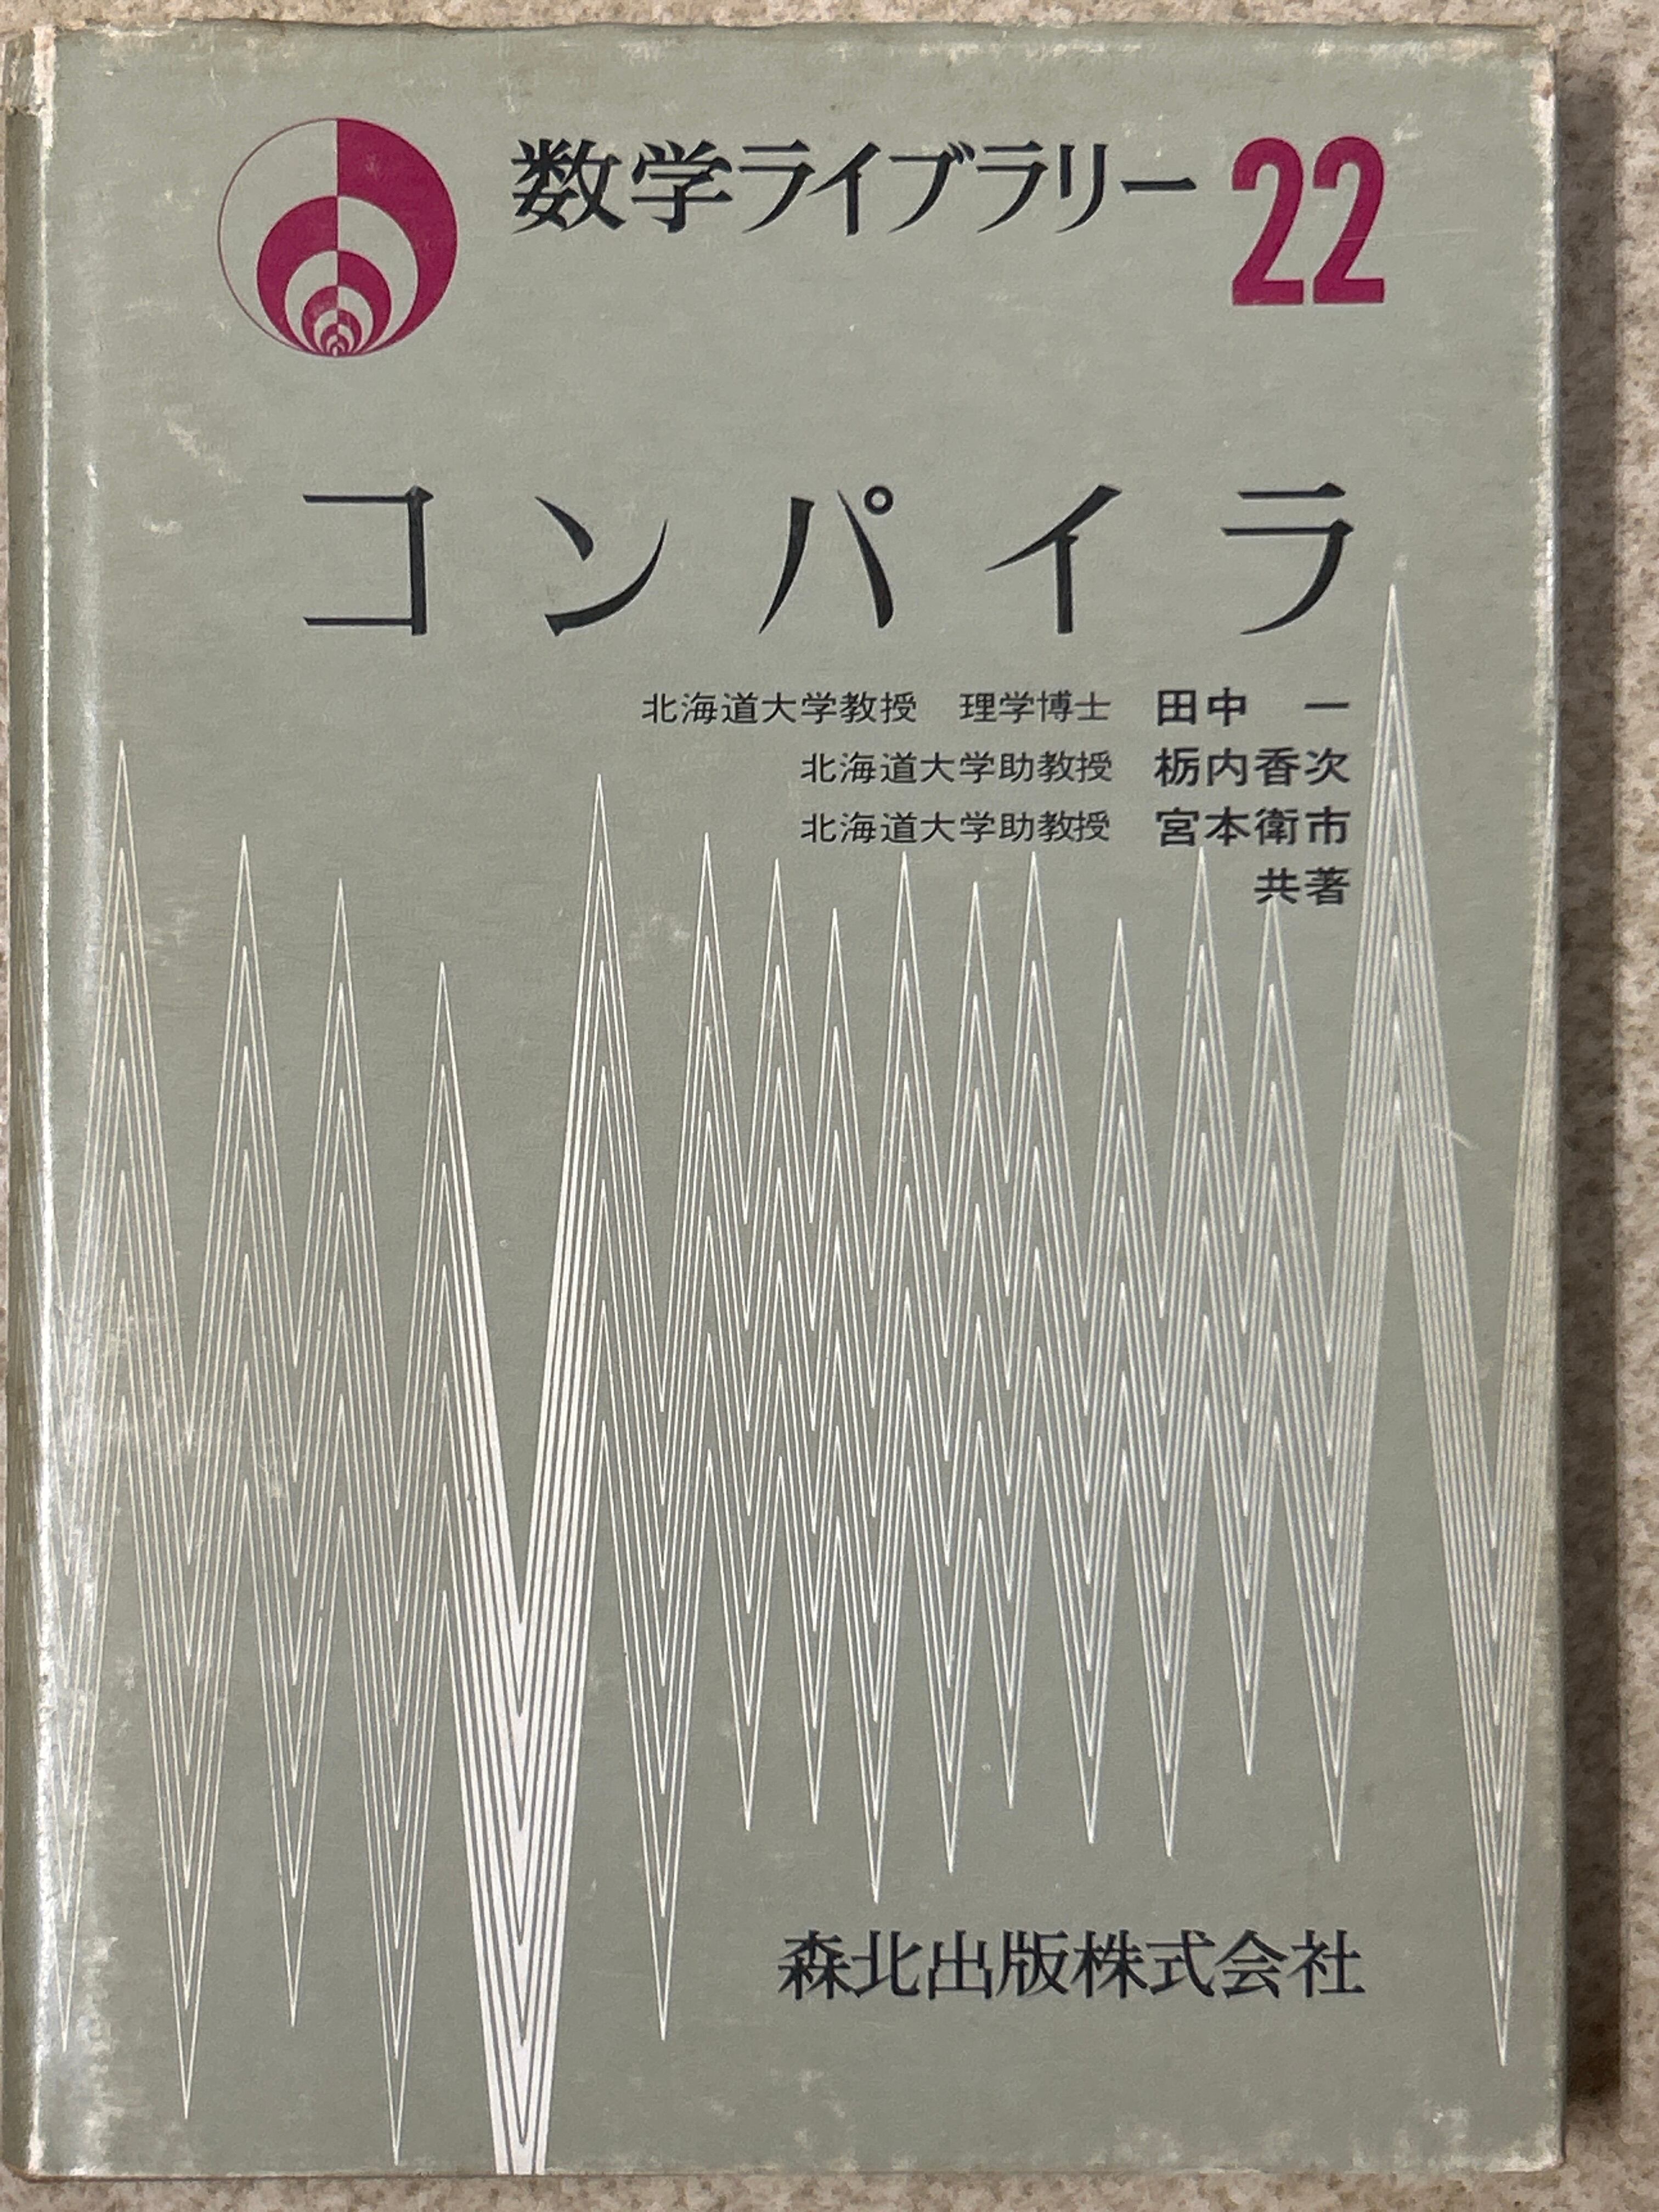 数学ライブラリー 22
コンパイラ
北海道大学教授　理学博士　田中　一
北海道大学助教授　栃内香次
北海道大学助教授　宮本衛市
共著
森北出版株式会社